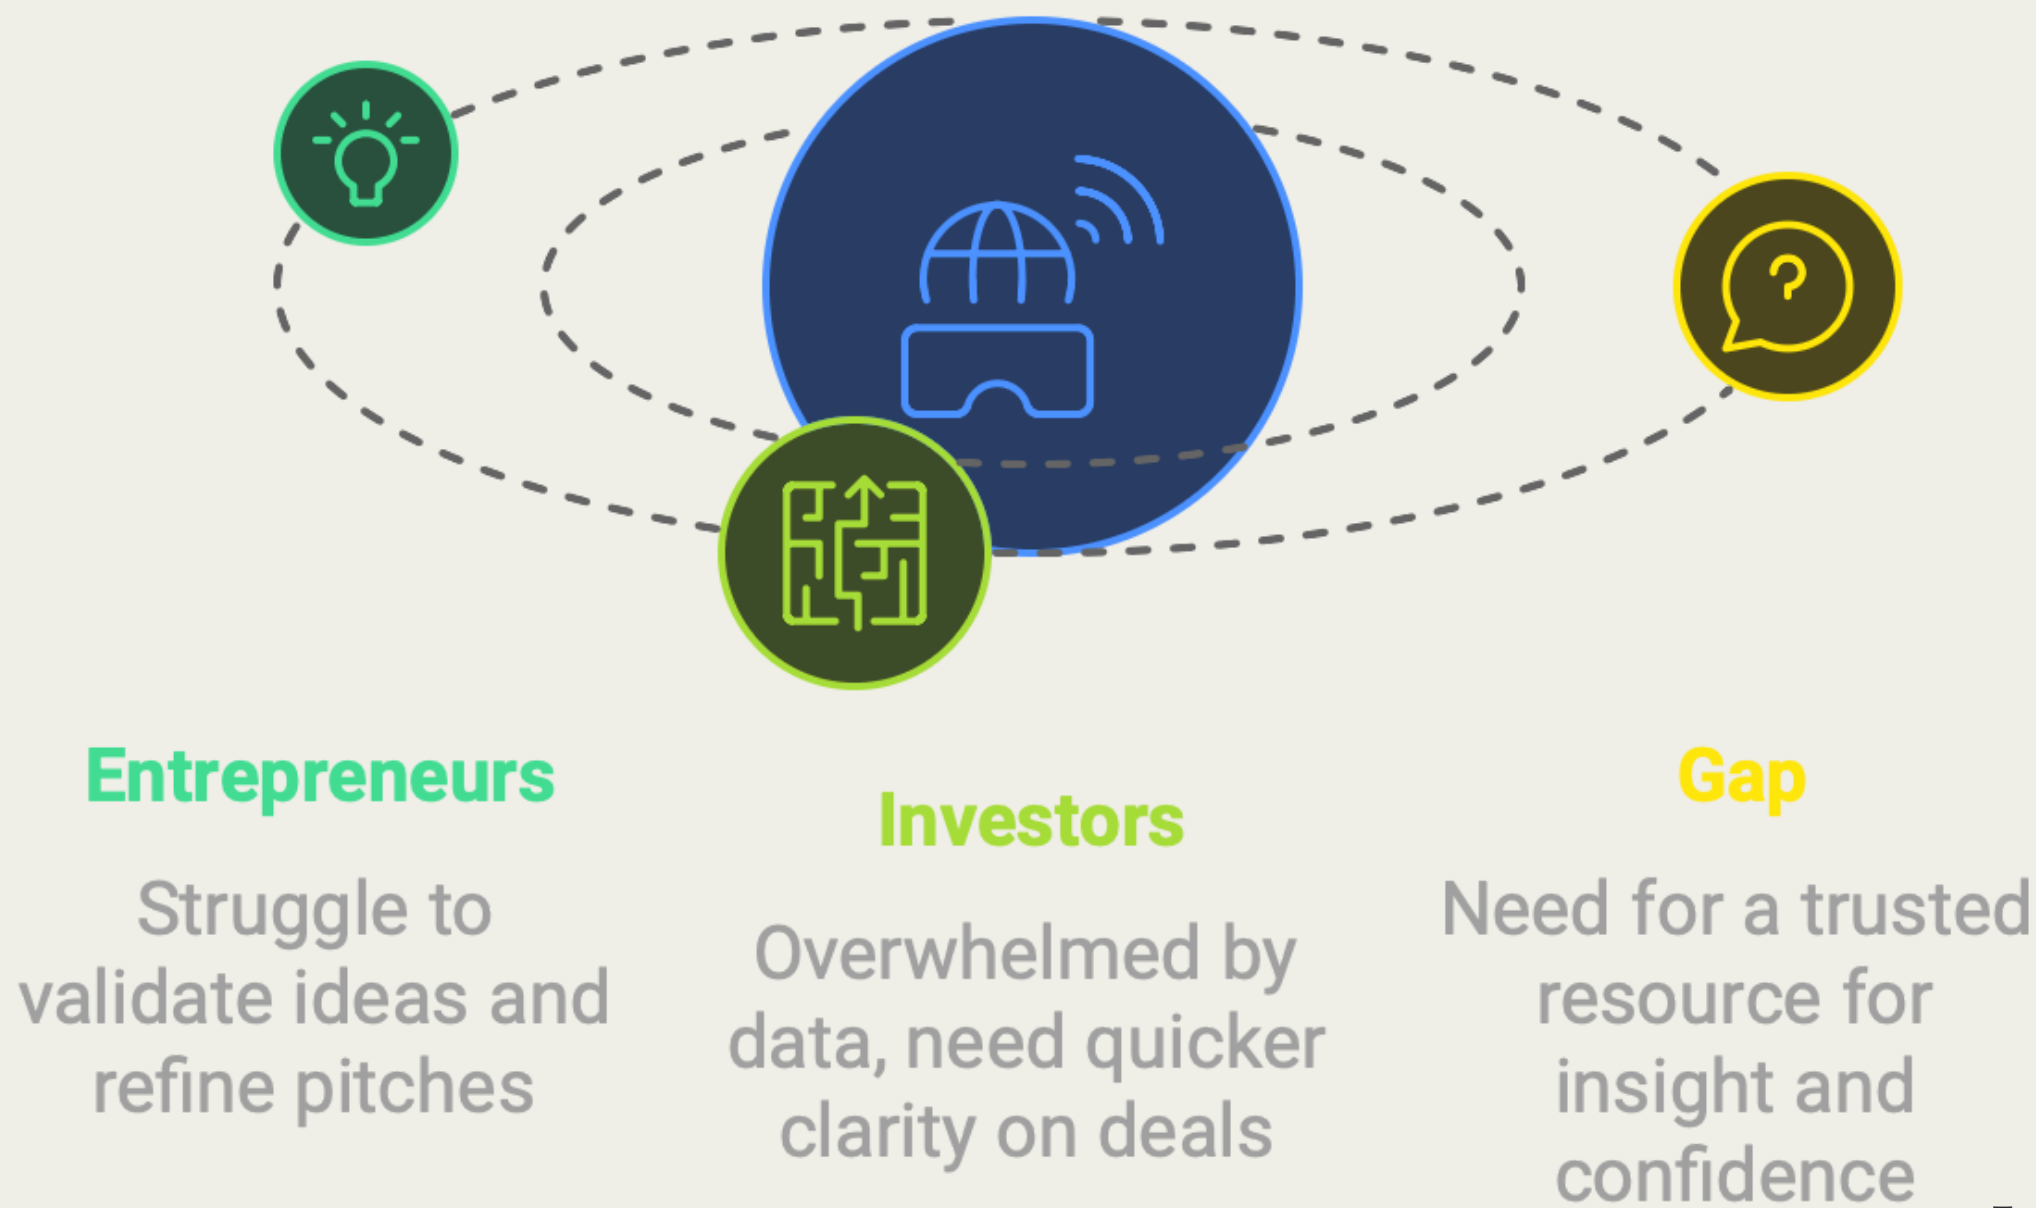 Entrepreneurs
Struggle to
validate ideas and
refine pitches
Investors
Overwhelmed by
data, need quicker
clarity on deals
Gap
Need for a trusted
resource for
insight and
confidence